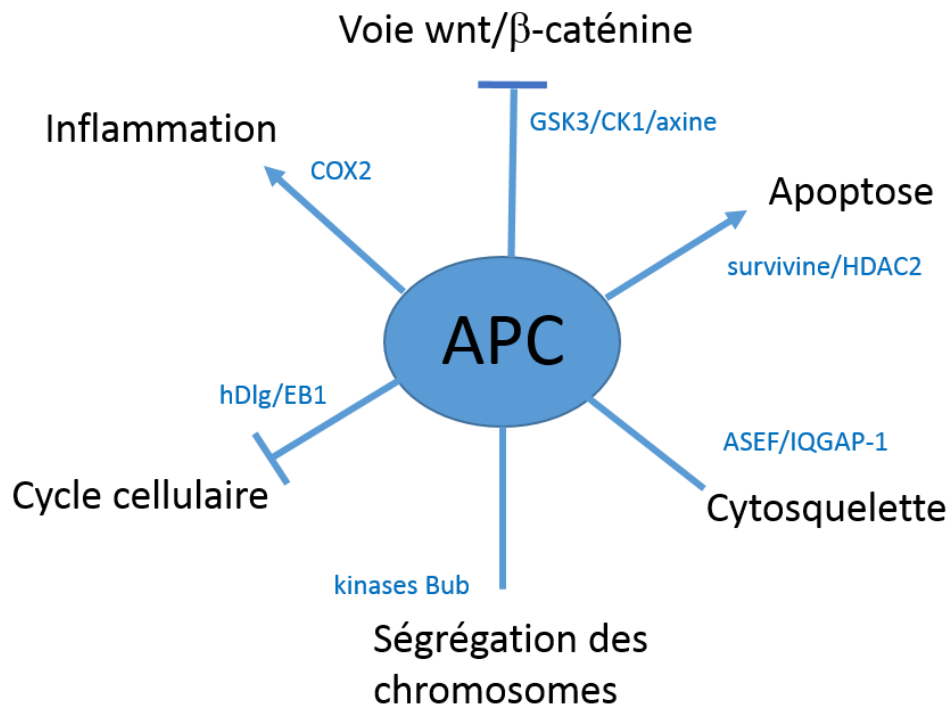 Voie wnt/β-caténine
GSK3/CK1/axine
Inflammation
COX2
Apoptose
survivine/HDAC2
APC
hDlg/EB1
Cycle cellulaire
ASEF/IQGAP-1
Cytosquelette
kinases Bub
Ségrégation des
chromosomes